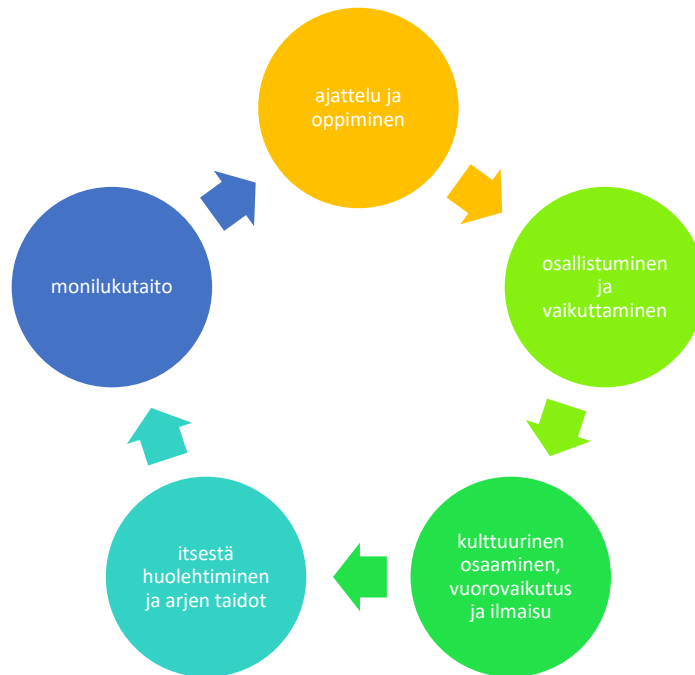 ajattelu ja
oppiminen
osallistuminen
ja
vaikuttaminen
kulttuurinen
osaaminen,
vuorovaikutus
ja ilmaisu
itsestä
huolehtiminen
ja arjen taidot
monilukutaito